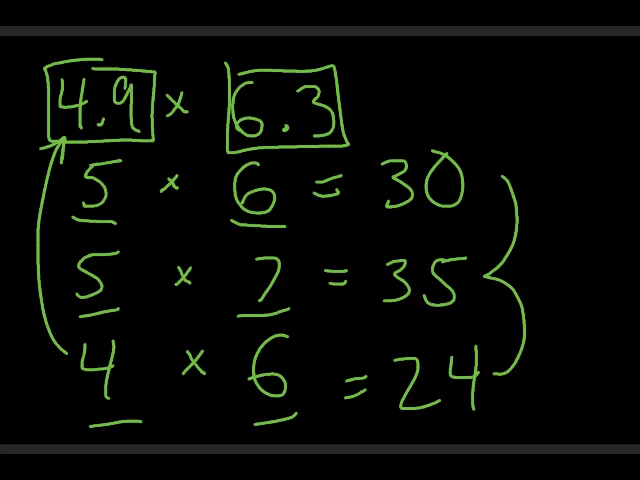 4.9 × 6.3
5 × 6 = 30
5 × 7 = 35
4 × 6 = 24